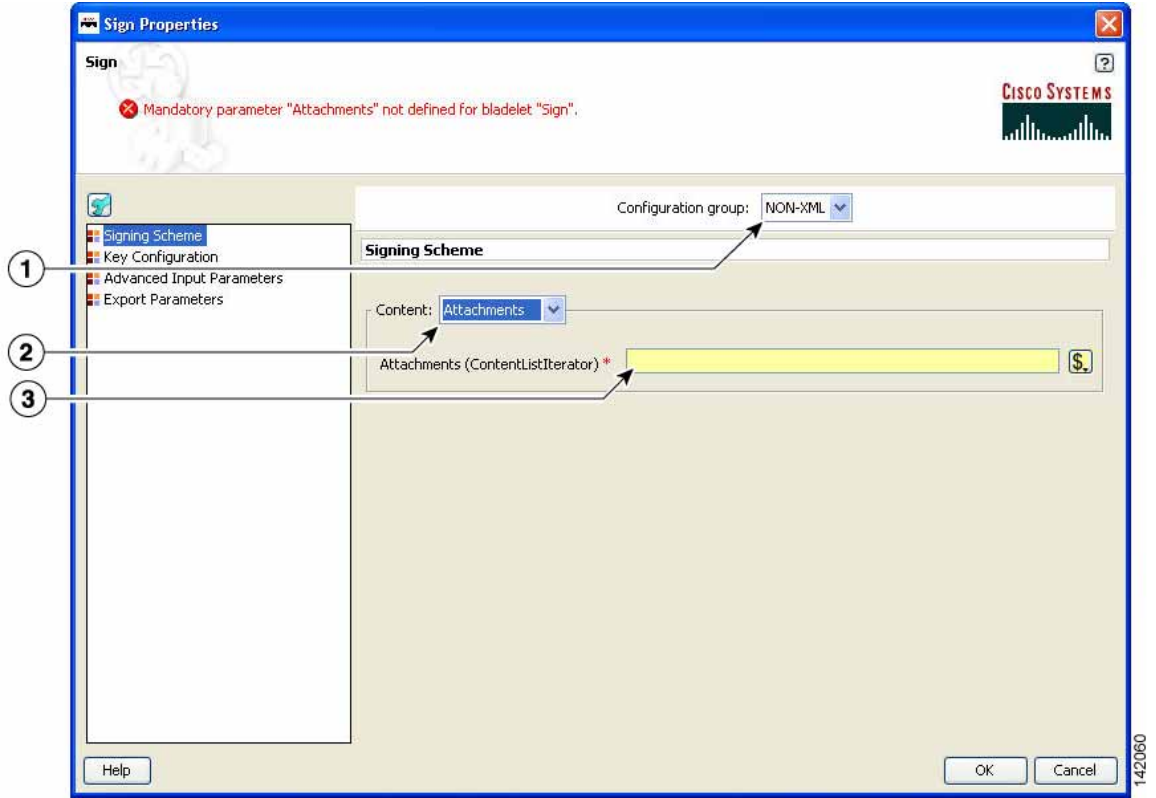 Sign Properties
Sign
Mandatory parameter "Attachments" not defined for bladelet "Sign".
CISCO SYSTEMS
Configuration group: NON-XML
Signing Scheme
Key Configuration
Advanced Input Parameters
Export Parameters
Signing Scheme
1
Content: Attachments
2
Attachments (ContentListIterator) *
$
3
Help
OK
Cancel
142060
?